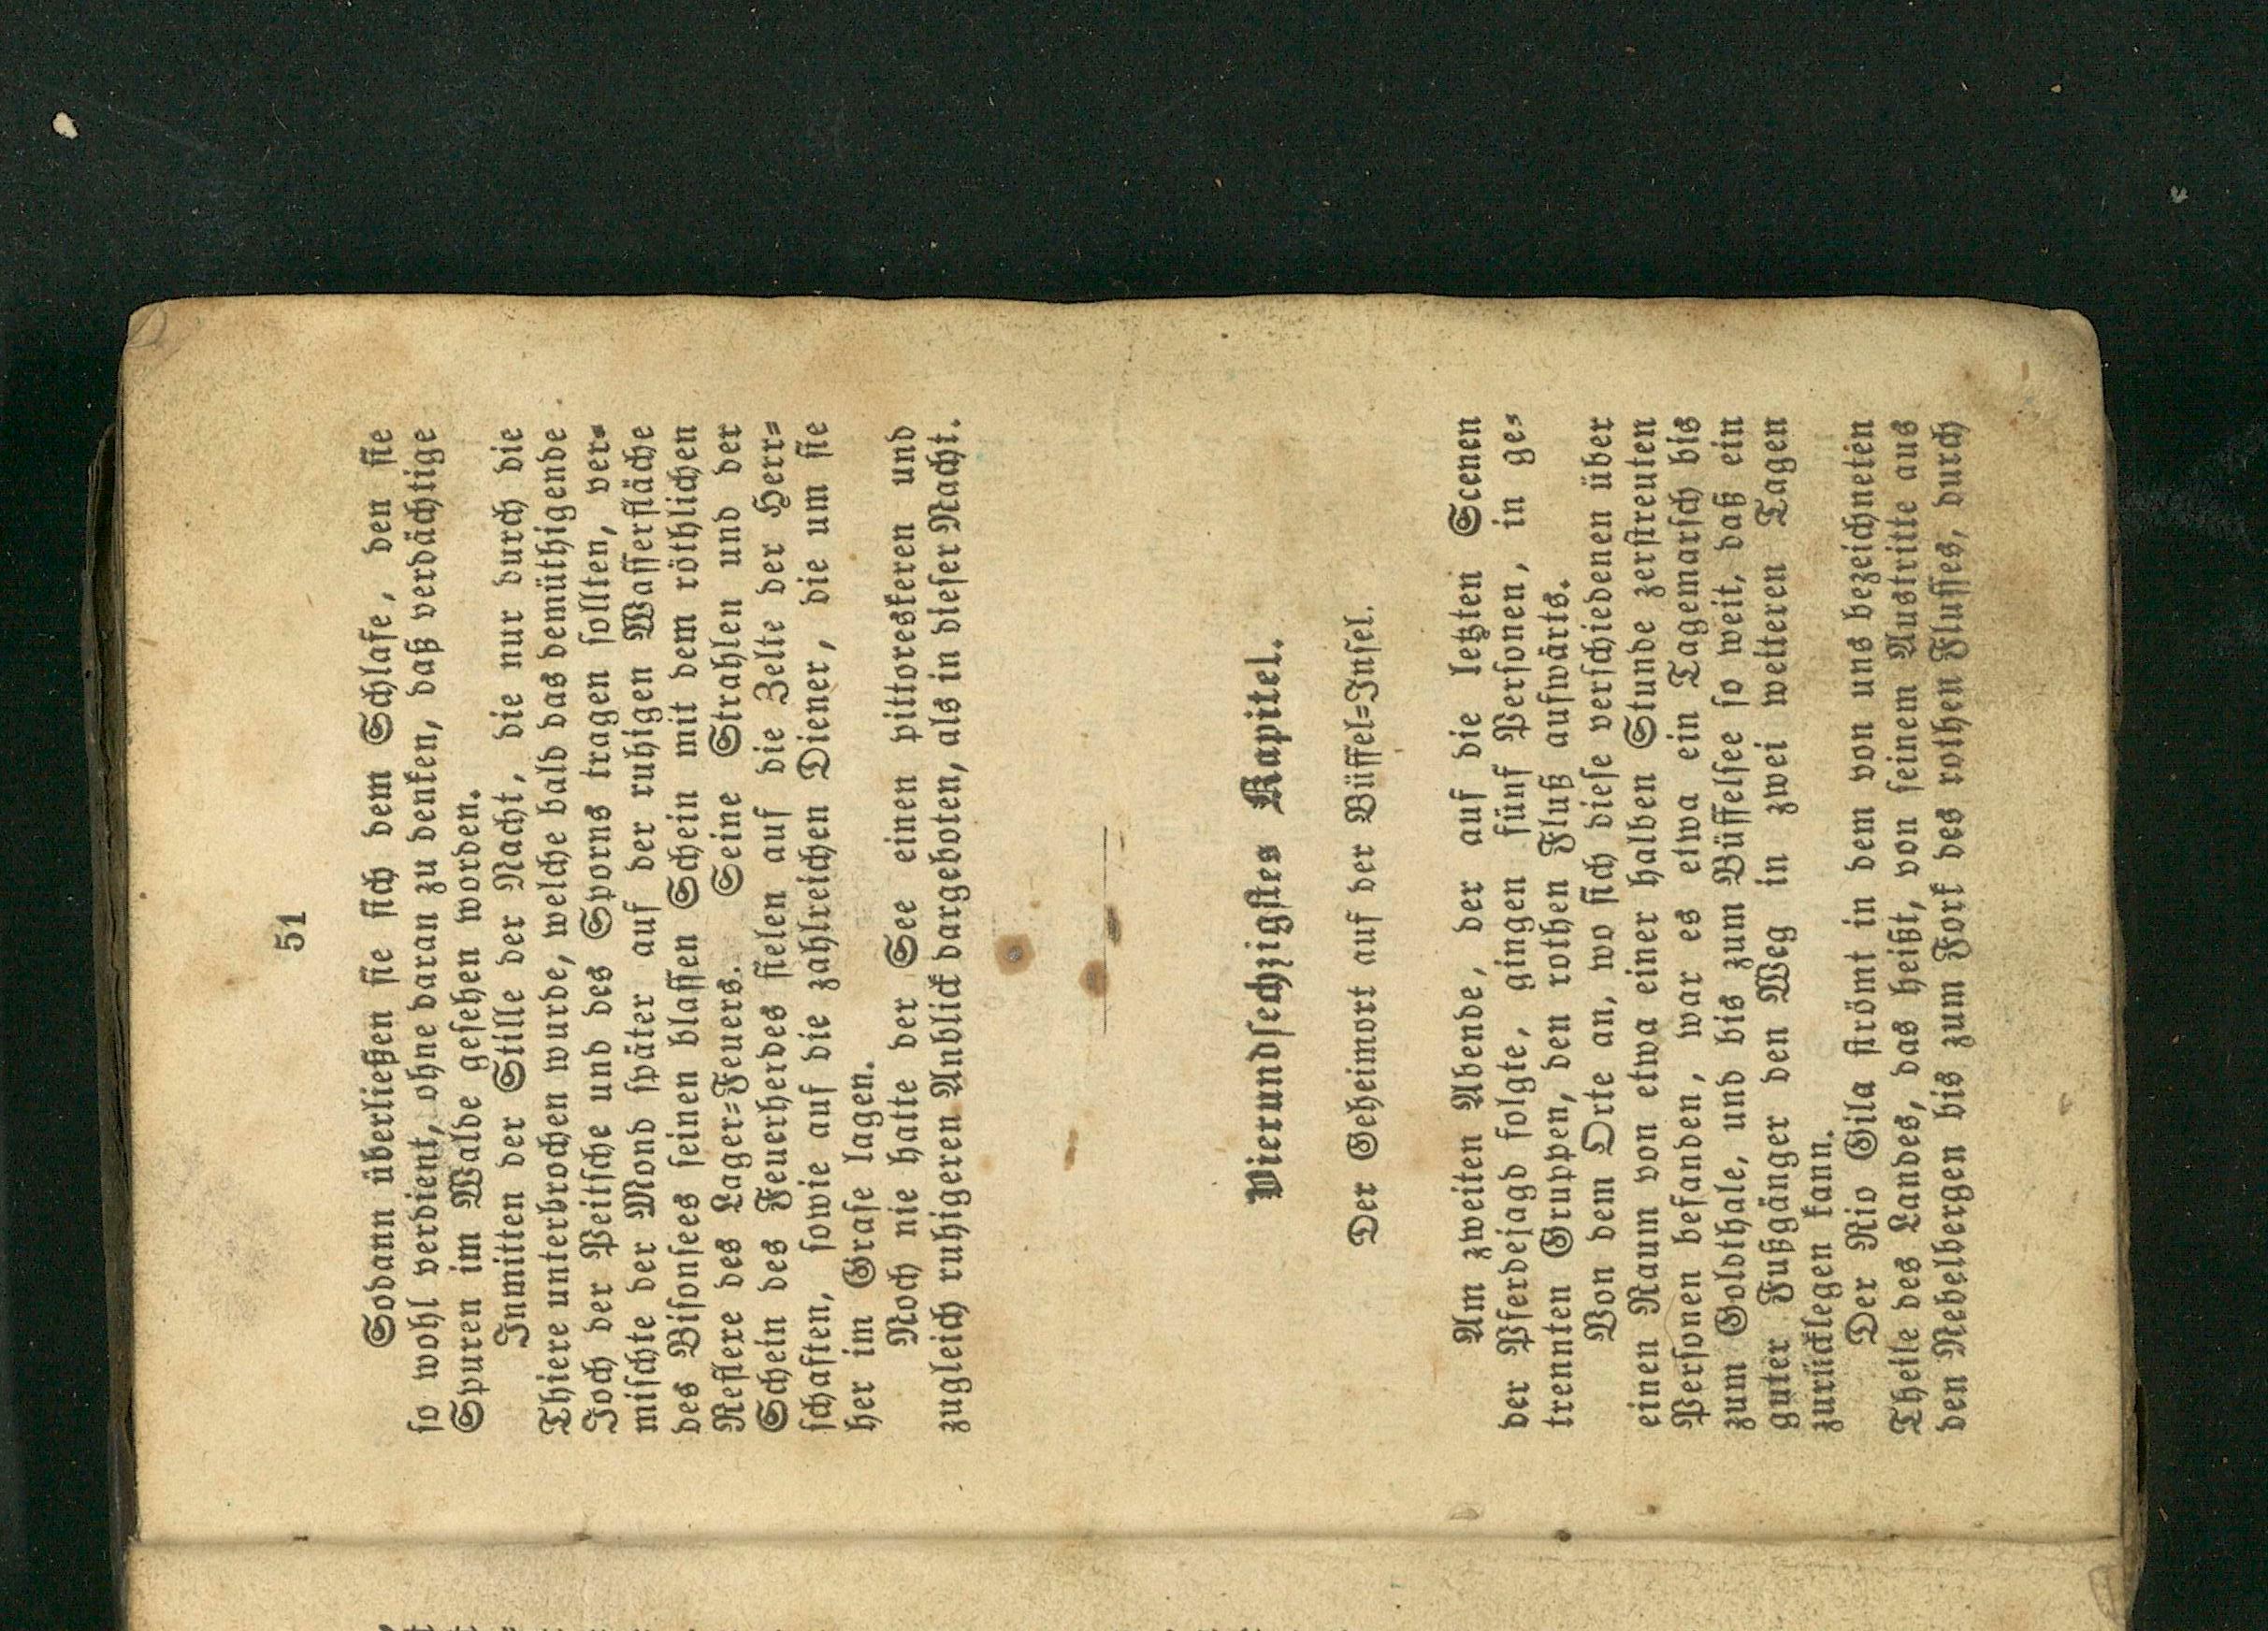 51
Sodann überließen sie sich dem Schlafe, den sie
so wohl verdient, ohne daran zu denken, daß verdächtige
Spuren im Walde gesehen worden.
Inmitten der Stille der Nacht, die nur durch die
Thiere unterbrochen wurde, welche bald das demüthigende
Joch der Peitsche und des Sporns tragen sollten, ver=
mischte der Mond später auf der ruhigen Wasserfläche
des Bisonsees seinen blassen Schein mit dem röthlichen
Reflexe des Lager=Feuers. Seine Strahlen und der
Schein des Feuerherdes fielen auf die Zelte der Herr=
schaften, sowie auf die zahlreichen Diener, die um sie
her im Grase lagen.
Noch nie hatte der See einen pittoreskeren und
zugleich ruhigeren Anblick dargeboten, als in dieser Nacht.
Vierundsechzigstes Kapitel.
Der Geheimort auf der Büffel=Insel.
Am zweiten Abende, der auf die letzten Scenen
der Pferdejagd folgte, gingen fünf Personen, in ge=
trennten Gruppen, den rothen Fluß aufwärts.
Von dem Orte an, wo sich diese verschiedenen über
einen Raum von etwa einer halben Stunde zerstreuten
Personen befanden, war es etwa ein Tagemarsch bis
zum Goldthale, und bis zum Büffelsee so weit, daß ein
guter Fußgänger den Weg in zwei weiteren Tagen
zurücklegen kann.
Der Rio Gila strömt in dem von uns bezeichneten
Theile des Landes, das heißt, von seinem Austritte aus
den Nebelbergen bis zum Fork des rothen Flusses, durch